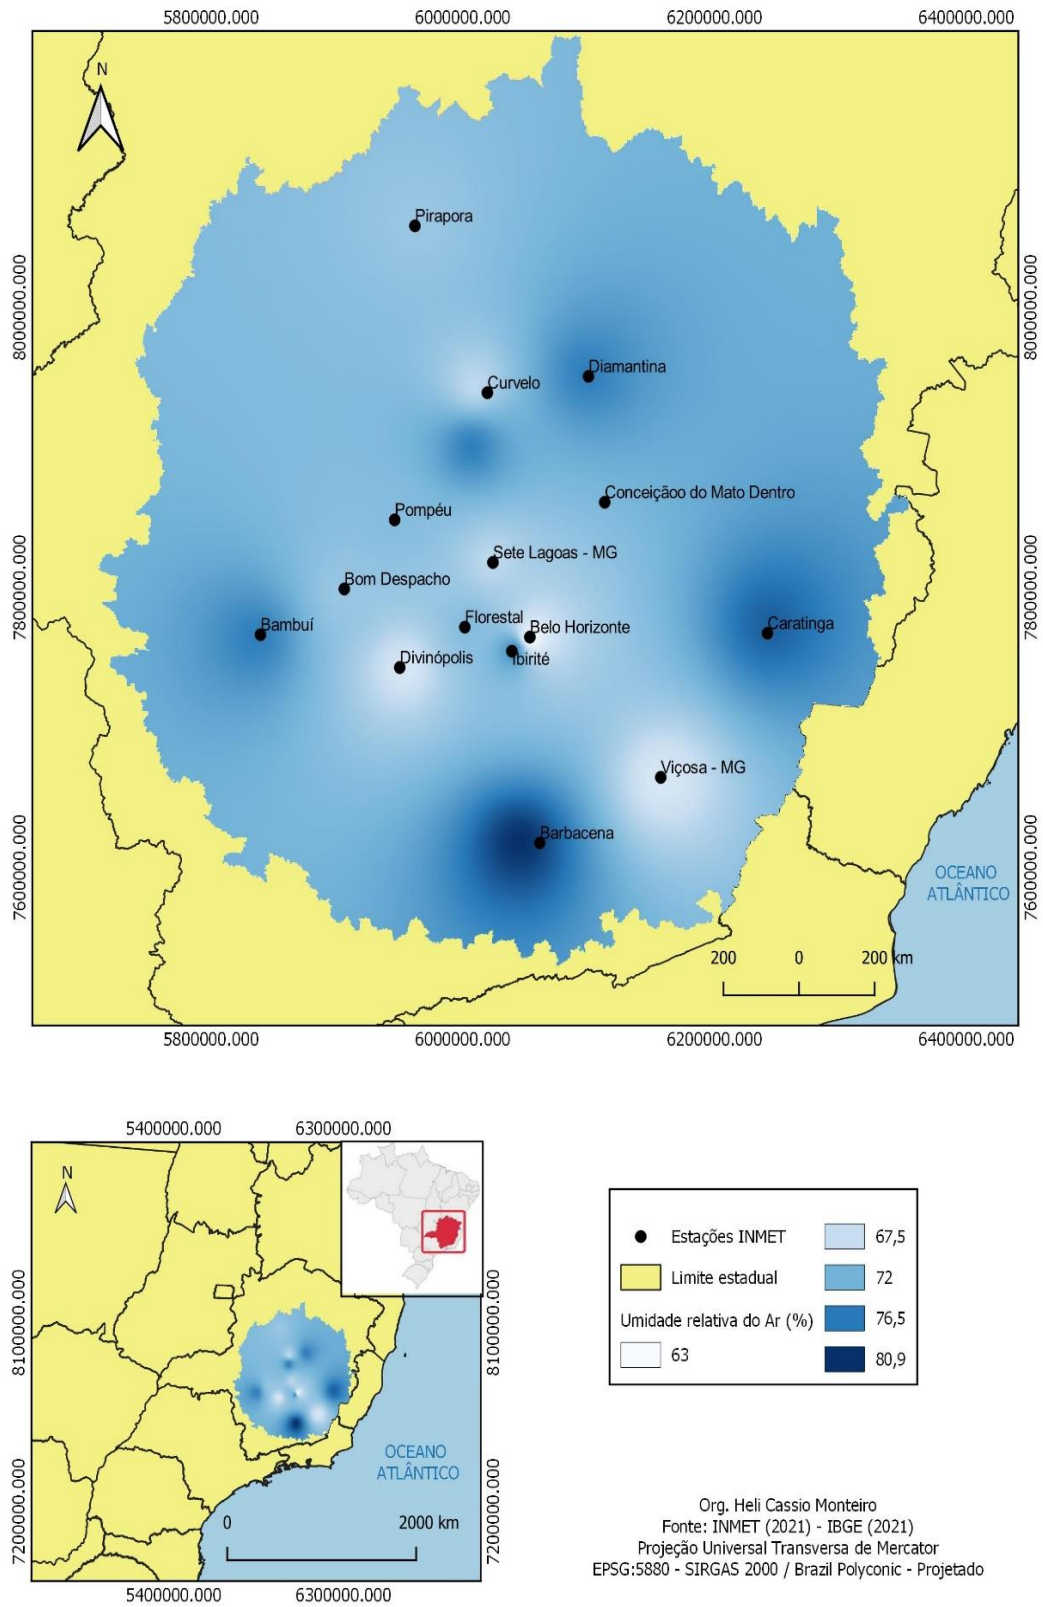 5800000.000 6000000.000 6200000.000 6400000.000
N
Pirapora
8000000.000
8000000.000
Diamantina
Curvelo
Conceiçãoo do Mato Dentro
Pompéu
Sete Lagoas - MG
Bom Despacho
7800000.000
7800000.000
Florestal
Belo Horizonte
Bambuí
Caratinga
Divinópolis
Ibirité
Viçosa - MG
Barbacena
7600000.000
7600000.000
OCEANO
ATLÂNTICO
200 0 200 km
5800000.000 6000000.000 6200000.000 6400000.000
5400000.000 6300000.000
N
8100000.000
8100000.000
OCEANO
ATLÂNTICO
7200000.000
7200000.000
0 2000 km
5400000.000 6300000.000
Estações INMET
Limite estadual
Umidade relativa do Ar (%)
63
67,5
72
76,5
80,9
Org. Heli Cassio Monteiro
Fonte: INMET (2021) - IBGE (2021)
Projeção Universal Transversa de Mercator
EPSG:5880 - SIRGAS 2000 / Brazil Polyconic - Projetado